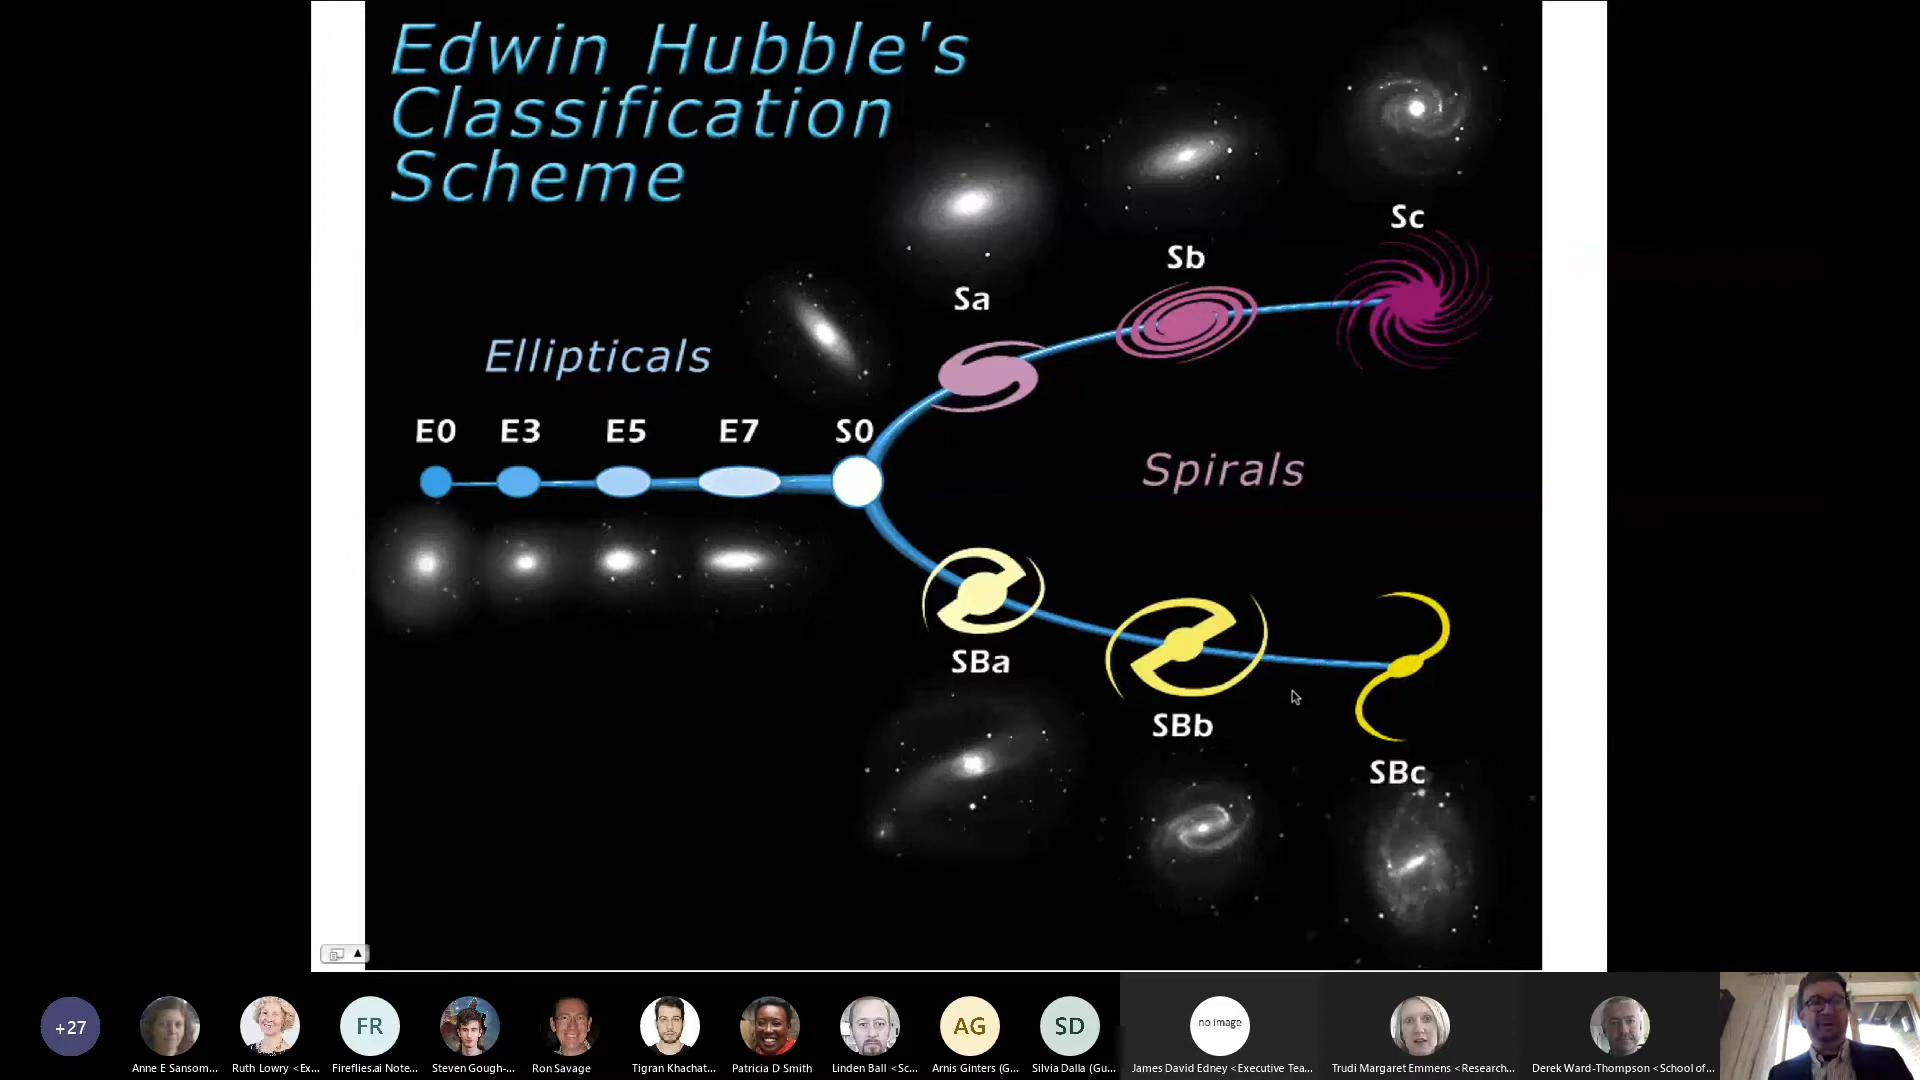 Edwin Hubble's
Classification
Scheme
Sc
Sb
Sa
Ellipticals
E0 E3 E5 E7 S0
Spirals
SBa
SBb
SBc
+27
FR
AG
SD
no image
Anne E Sansom...
Ruth Lowry <Ex...
Fireflies.ai Note...
Steven Gough-...
Ron Savage
Tigran Khachat...
Patricia D Smith
Linden Ball <Sc...
Arnis Ginters (G...
Silvia Dalla (Gu...
James David Edney <Executive Tea...
Trudi Margaret Emmens <Research...
Derek Ward-Thompson <School of...